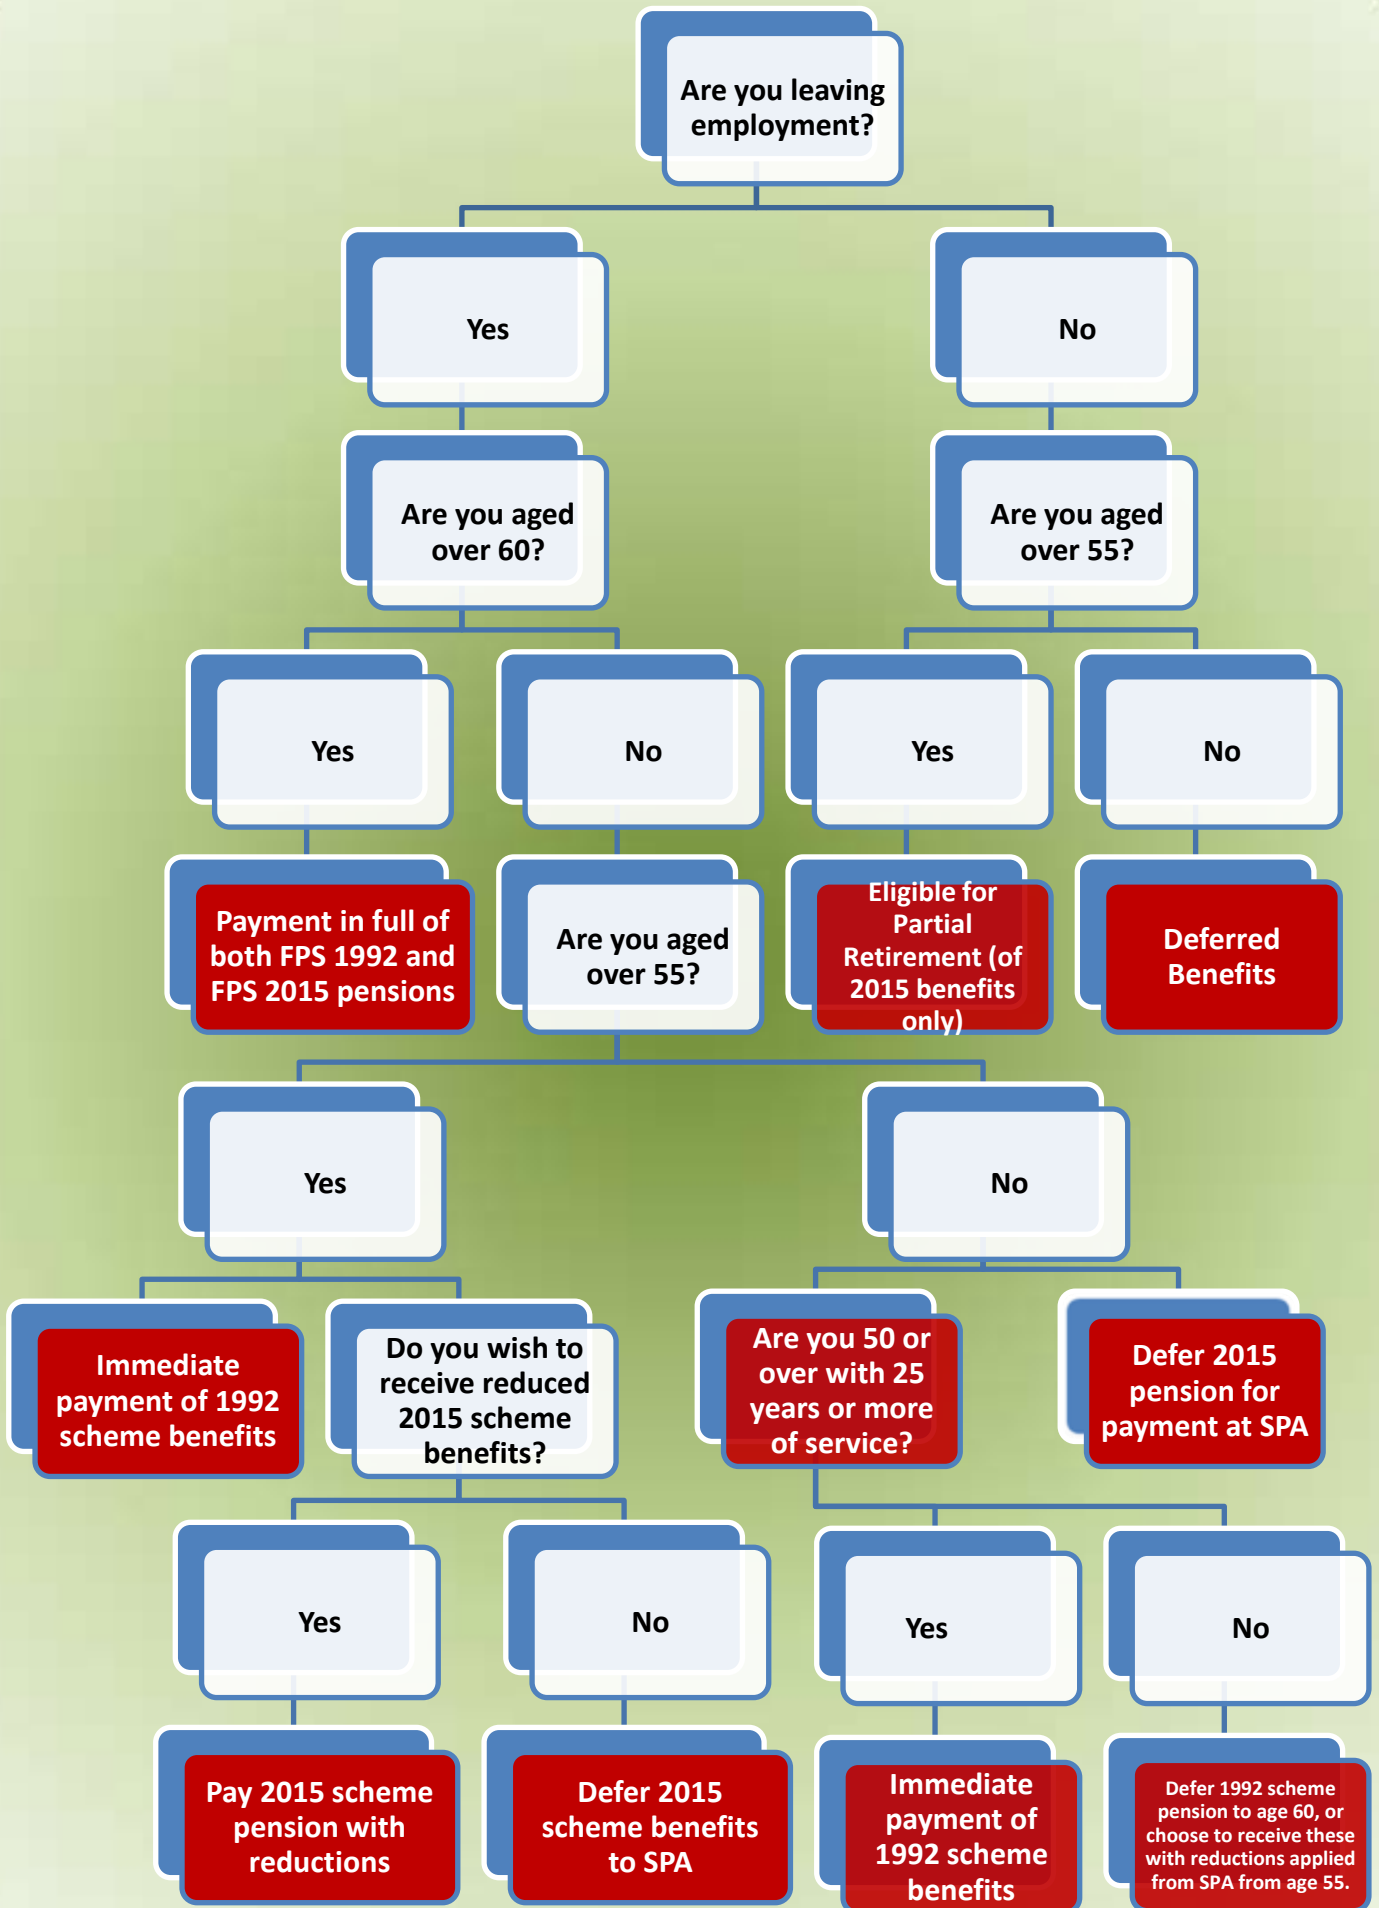 Are you leaving
employment?
Yes
No
Are you aged
over 60?
Are you aged
over 55?
Yes
No
Yes
No
Payment in full of
both FPS 1992 and
FPS 2015 pensions
Are you aged
over 55?
Eligible for
Partial
Retirement (of
2015 benefits
only)
Deferred
Benefits
Yes
No
Immediate
payment of 1992
scheme benefits
Do you wish to
receive reduced
2015 scheme
benefits?
Are you 50 or
over with 25
years or more
of service?
Defer 2015
pension for
payment at SPA
Yes
No
Yes
No
Pay 2015 scheme
pension with
reductions
Defer 2015
scheme benefits
to SPA
Immediate
payment of
1992 scheme
benefits
Defer 1992 scheme
pension to age 60, or
choose to receive these
with reductions applied
from SPA from age 55.